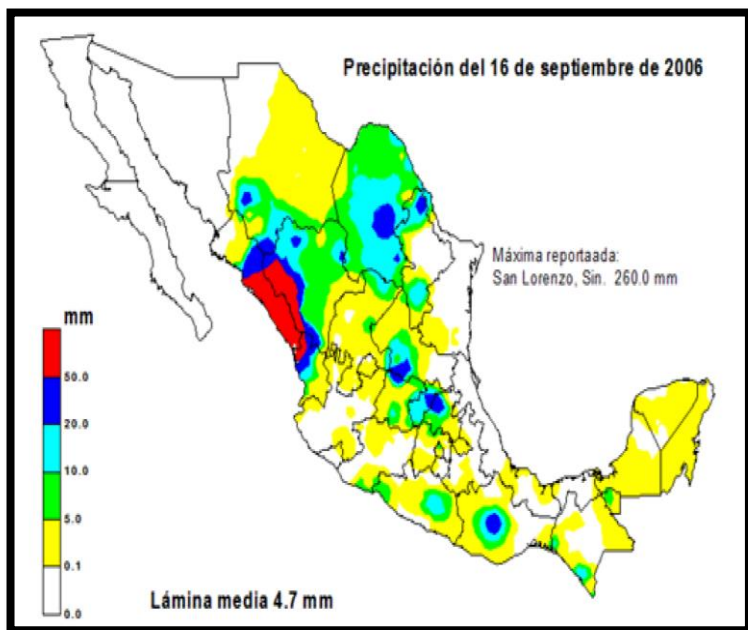 Precipitación del 16 de septiembre de 2006
Máxima reportaada:
San Lorenzo, Sin. 260.0 mm
mm
50.0
20.0
10.0
5.0
0.1
0.0
Lámina media 4.7 mm